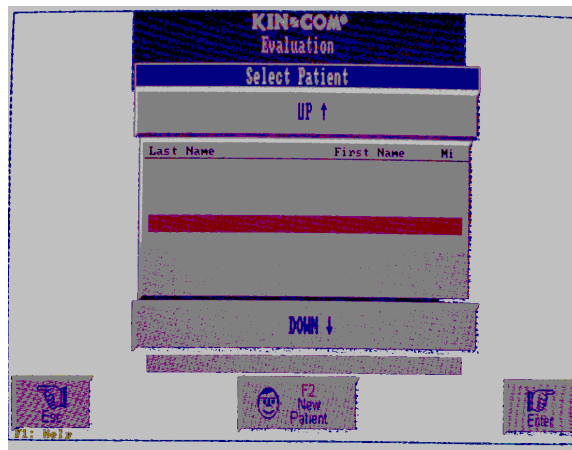 KIN-COM®
Evaluation
Select Patient
UP ↑
Last Name First Name Mi
DOWN ↓
Esc
F2
New
Patient
Enter
F1: Help